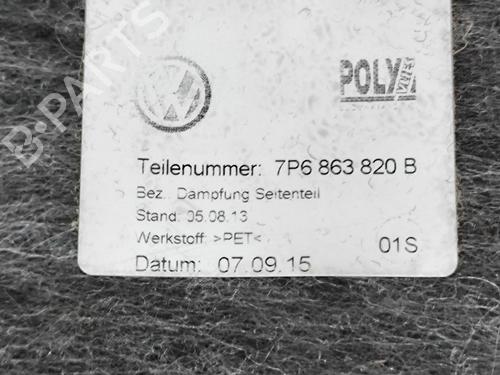 B-PARTS
POLY
Teilenummer: 7P6 863 820 B
Bez.: Dämpfung Seitenteil
Stand: 05.08.13
Werkstoff: >PET<
01S
Datum: 07.09.15